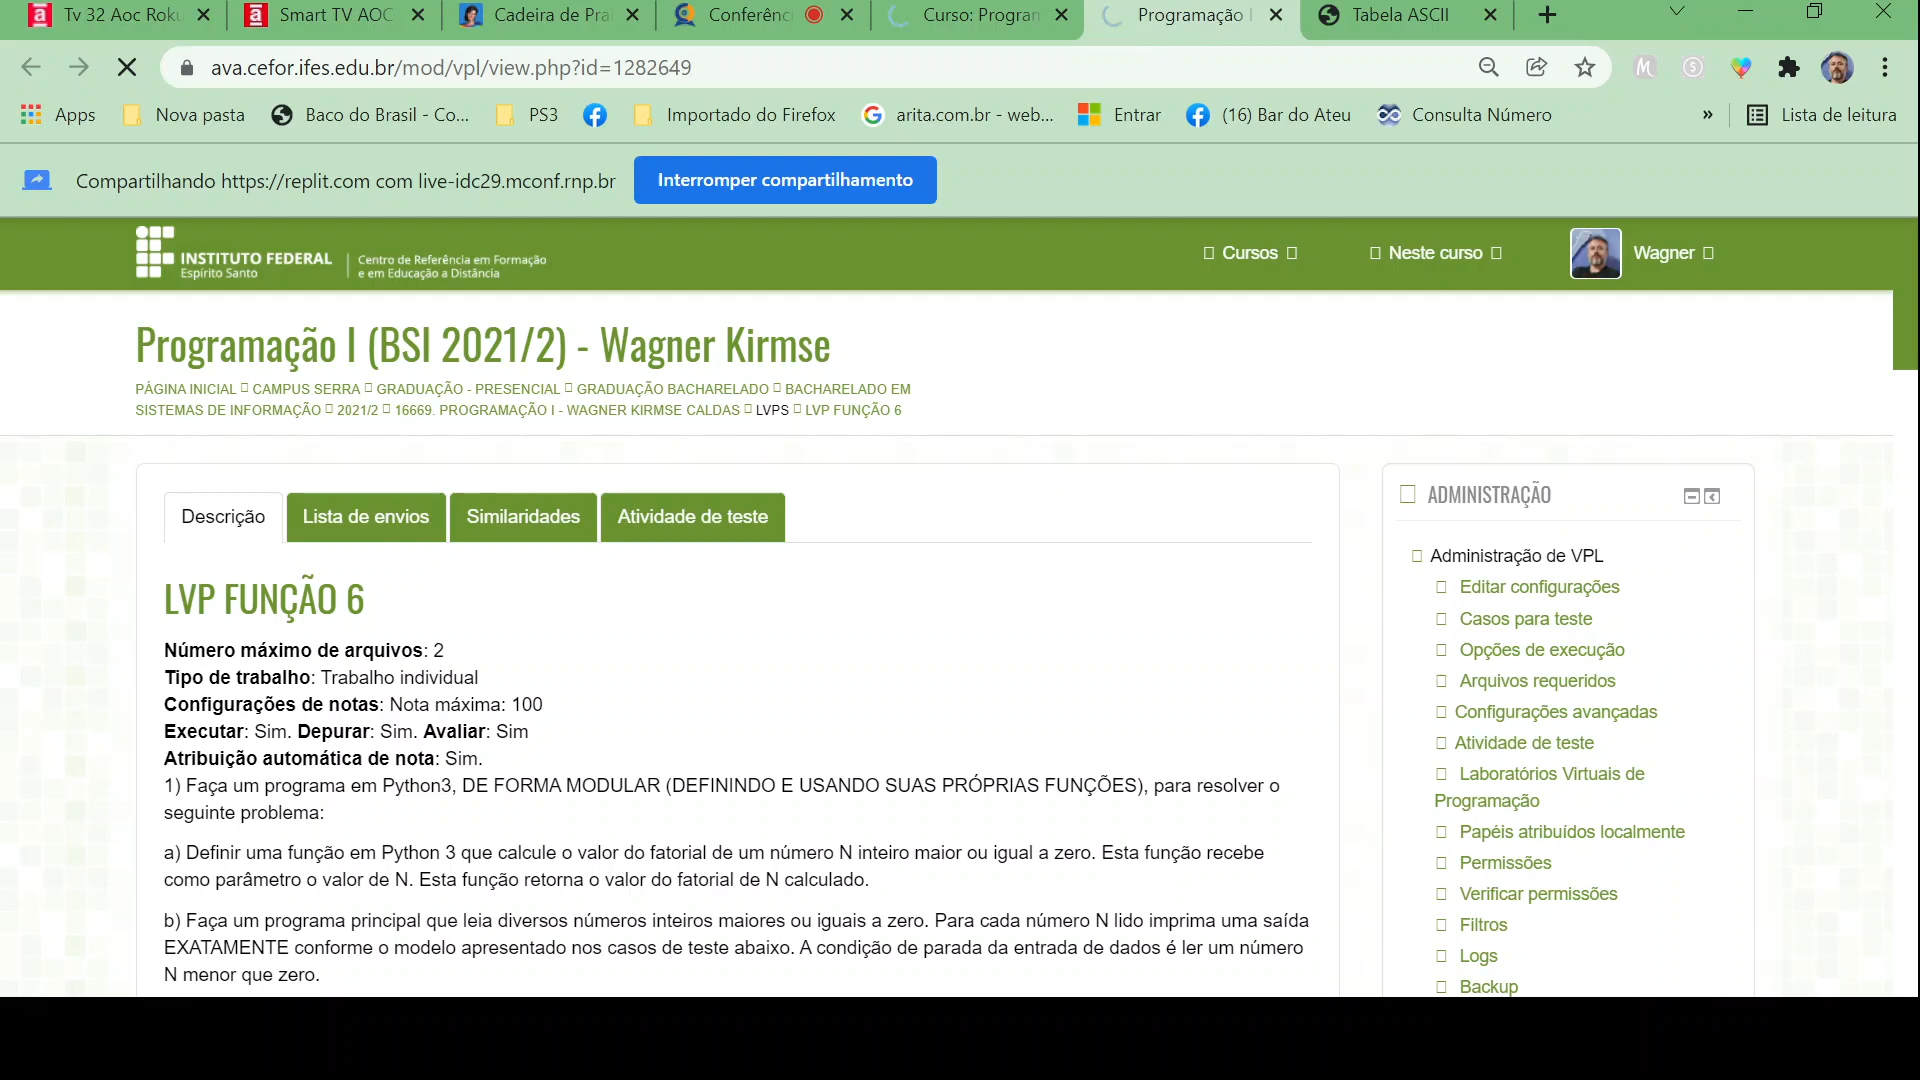 Tv 32 Aoc Roku
Smart TV AOC
Cadeira de Prai
Conferênc
Curso: Program
Programação I
Tabela ASCII
ava.cefor.ifes.edu.br/mod/vpl/view.php?id=1282649
Apps
Nova pasta
Baco do Brasil - Co...
PS3
Importado do Firefox
arita.com.br - web...
Entrar
(16) Bar do Ateu
Consulta Número
»
Lista de leitura
Compartilhando https://replit.com com live-idc29.mconf.rnp.br
Interromper compartilhamento
INSTITUTO FEDERAL
Espírito Santo
Centro de Referência em Formação
e em Educação a Distância
Cursos
Neste curso
Wagner
Programação I (BSI 2021/2) - Wagner Kirmse
PÁGINA INICIAL CAMPUS SERRA GRADUAÇÃO - PRESENCIAL GRADUAÇÃO BACHARELADO BACHARELADO EM
SISTEMAS DE INFORMAÇÃO 2021/2 16669. PROGRAMAÇÃO I - WAGNER KIRMSE CALDAS LVPS LVP FUNÇÃO 6
Descrição
Lista de envios
Similaridades
Atividade de teste
LVP FUNÇÃO 6
Número máximo de arquivos: 2
Tipo de trabalho: Trabalho individual
Configurações de notas: Nota máxima: 100
Executar: Sim. Depurar: Sim. Avaliar: Sim
Atribuição automática de nota: Sim.
1) Faça um programa em Python3, DE FORMA MODULAR (DEFININDO E USANDO SUAS PRÓPRIAS FUNÇÕES), para resolver o
seguinte problema:
a) Definir uma função em Python 3 que calcule o valor do fatorial de um número N inteiro maior ou igual a zero. Esta função recebe
como parâmetro o valor de N. Esta função retorna o valor do fatorial de N calculado.
b) Faça um programa principal que leia diversos números inteiros maiores ou iguais a zero. Para cada número N lido imprima uma saída
EXATAMENTE conforme o modelo apresentado nos casos de teste abaixo. A condição de parada da entrada de dados é ler um número
N menor que zero.
ADMINISTRAÇÃO
Administração de VPL
Editar configurações
Casos para teste
Opções de execução
Arquivos requeridos
Configurações avançadas
Atividade de teste
Laboratórios Virtuais de
Programação
Papéis atribuídos localmente
Permissões
Verificar permissões
Filtros
Logs
Backup